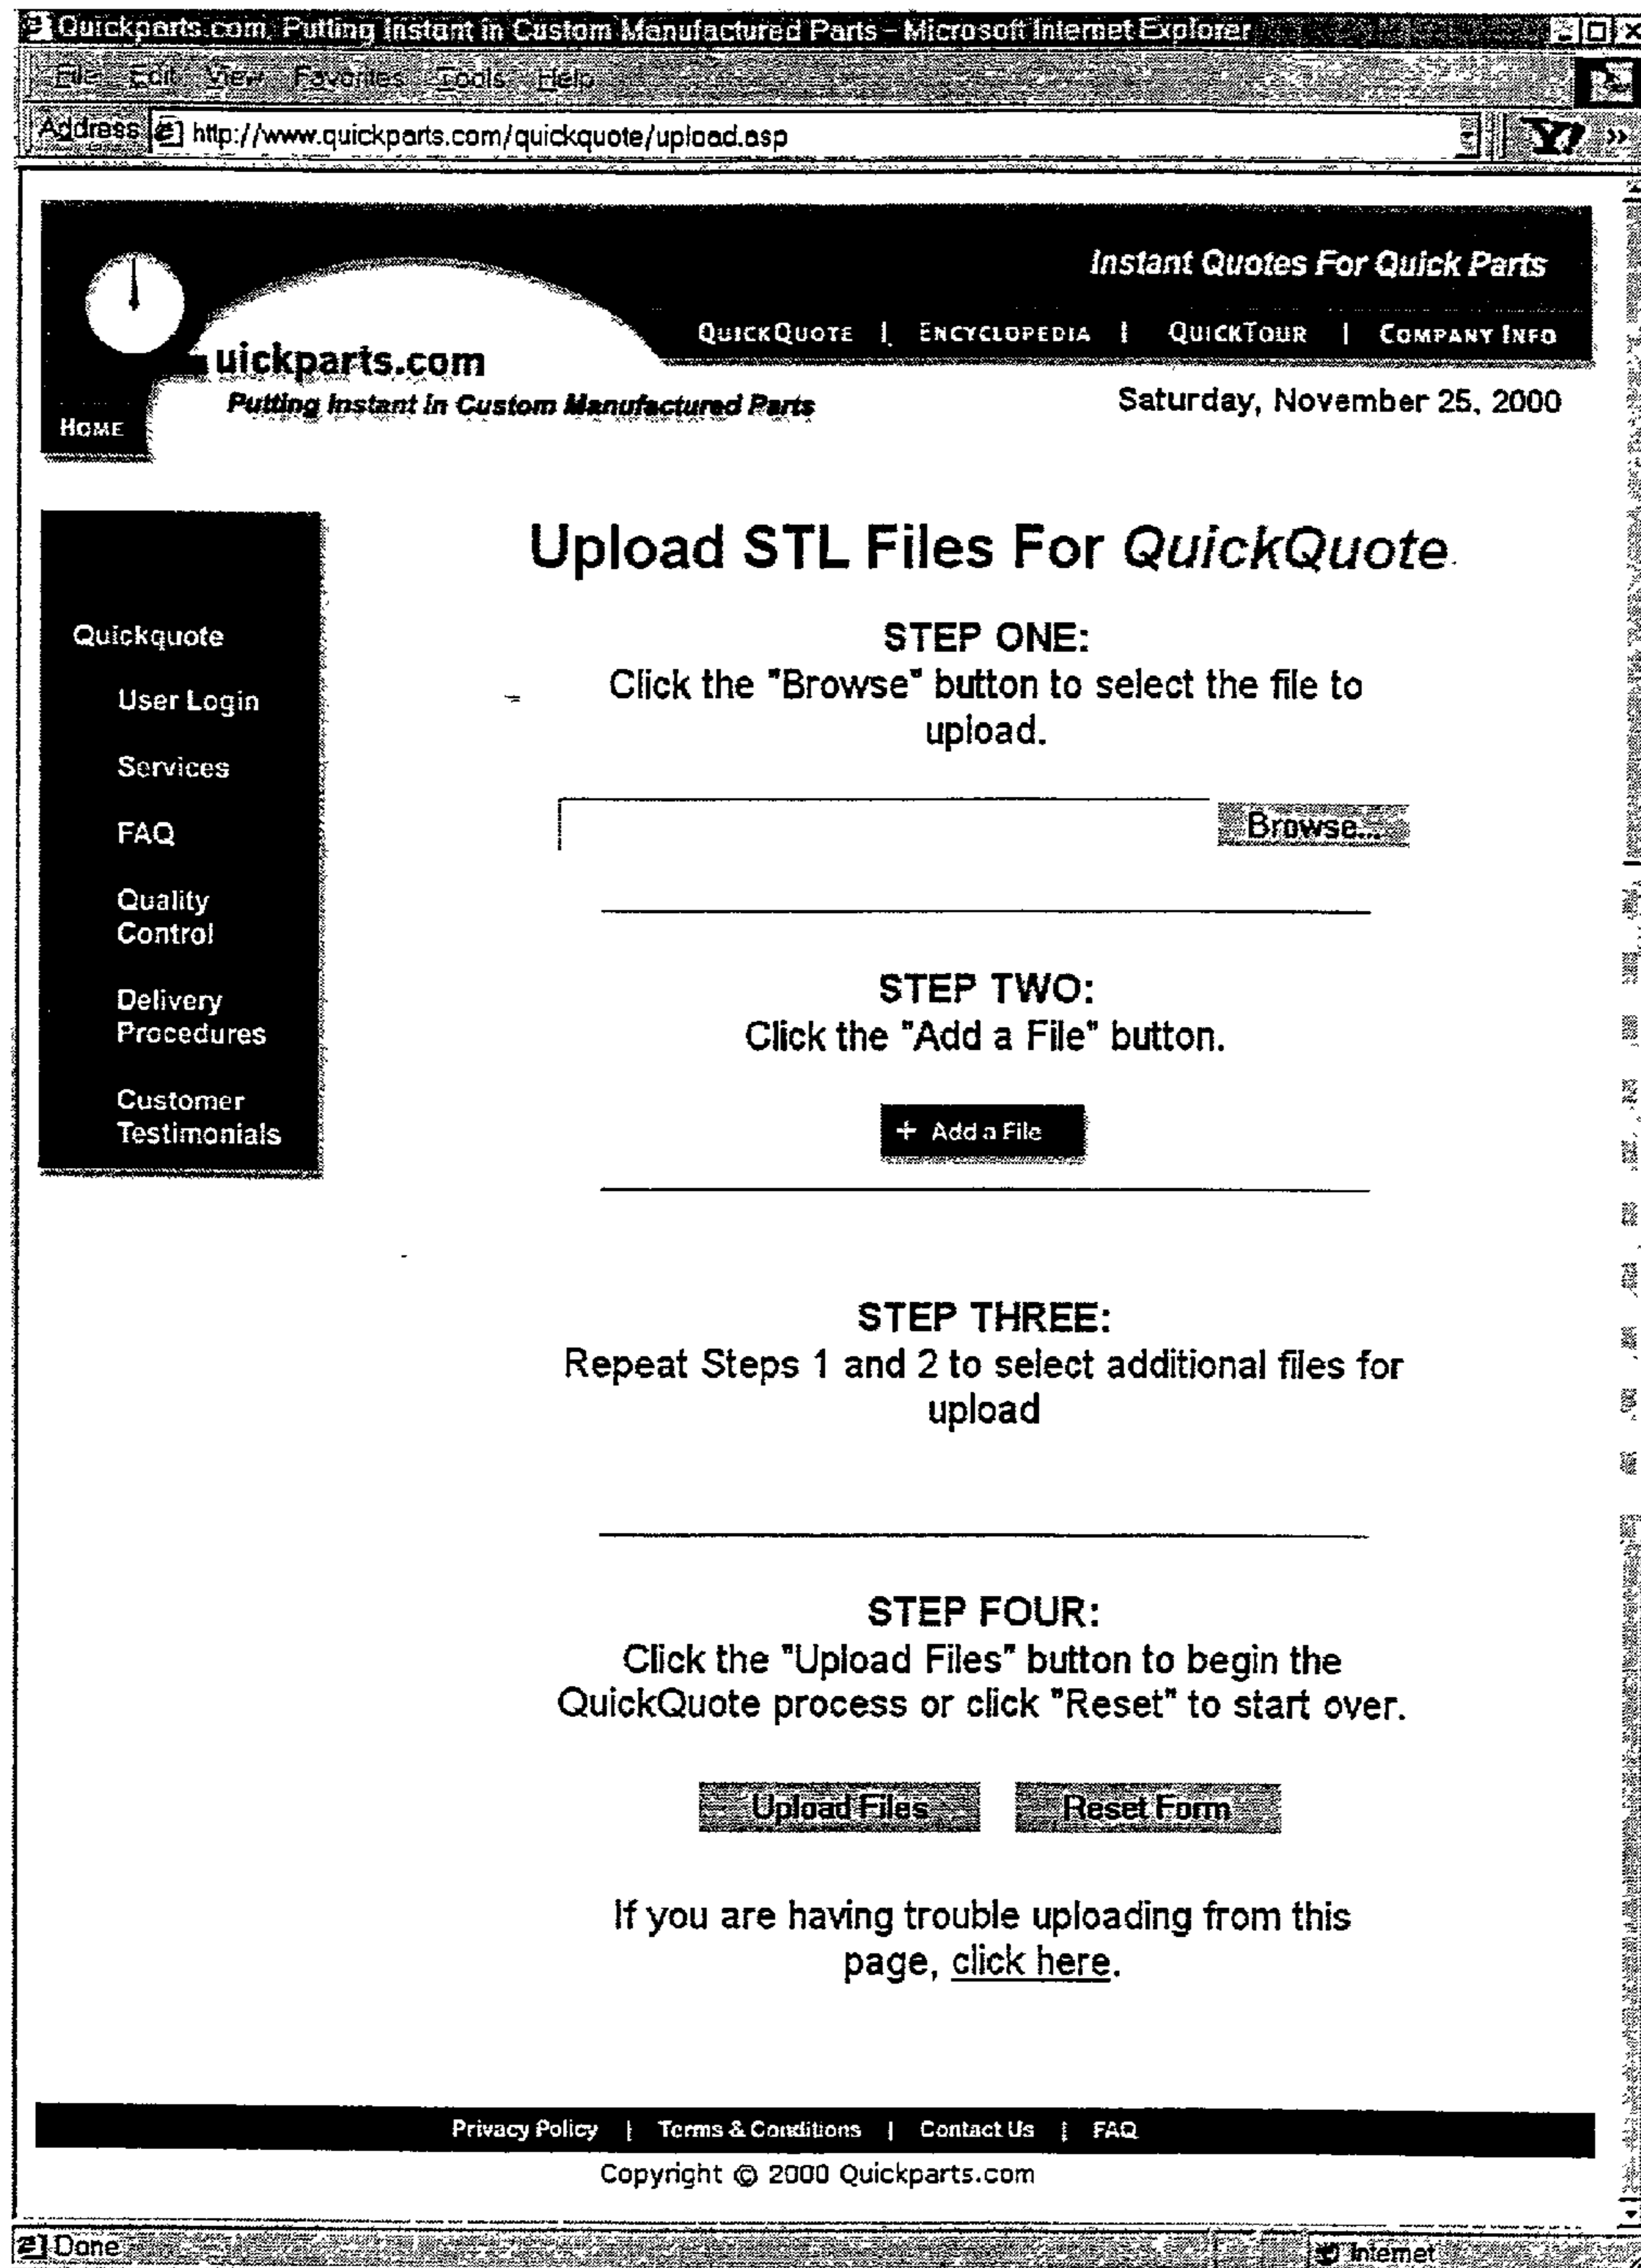 Quickparts.com, Putting Instant in Custom Manufactured Parts - Microsoft Internet Explorer
File Edit View Favorites Tools Help
Address http://www.quickparts.com/quickquote/upload.asp
Y! »
Instant Quotes For Quick Parts
QUICKQUOTE | ENCYCLOPEDIA | QUICKTOUR | COMPANY INFO
uickparts.com
Putting Instant in Custom Manufactured Parts
Saturday, November 25, 2000
HOME
Quickquote
User Login
Services
FAQ
Quality
Control
Delivery
Procedures
Customer
Testimonials
Upload STL Files For QuickQuote
STEP ONE:
Click the "Browse" button to select the file to
upload.
Browse...
STEP TWO:
Click the "Add a File" button.
+ Add a File
STEP THREE:
Repeat Steps 1 and 2 to select additional files for
upload
STEP FOUR:
Click the "Upload Files" button to begin the
QuickQuote process or click "Reset" to start over.
Upload Files Reset Form
If you are having trouble uploading from this
page, click here.
Privacy Policy | Terms & Conditions | Contact Us | FAQ
Copyright © 2000 Quickparts.com
Done Internet